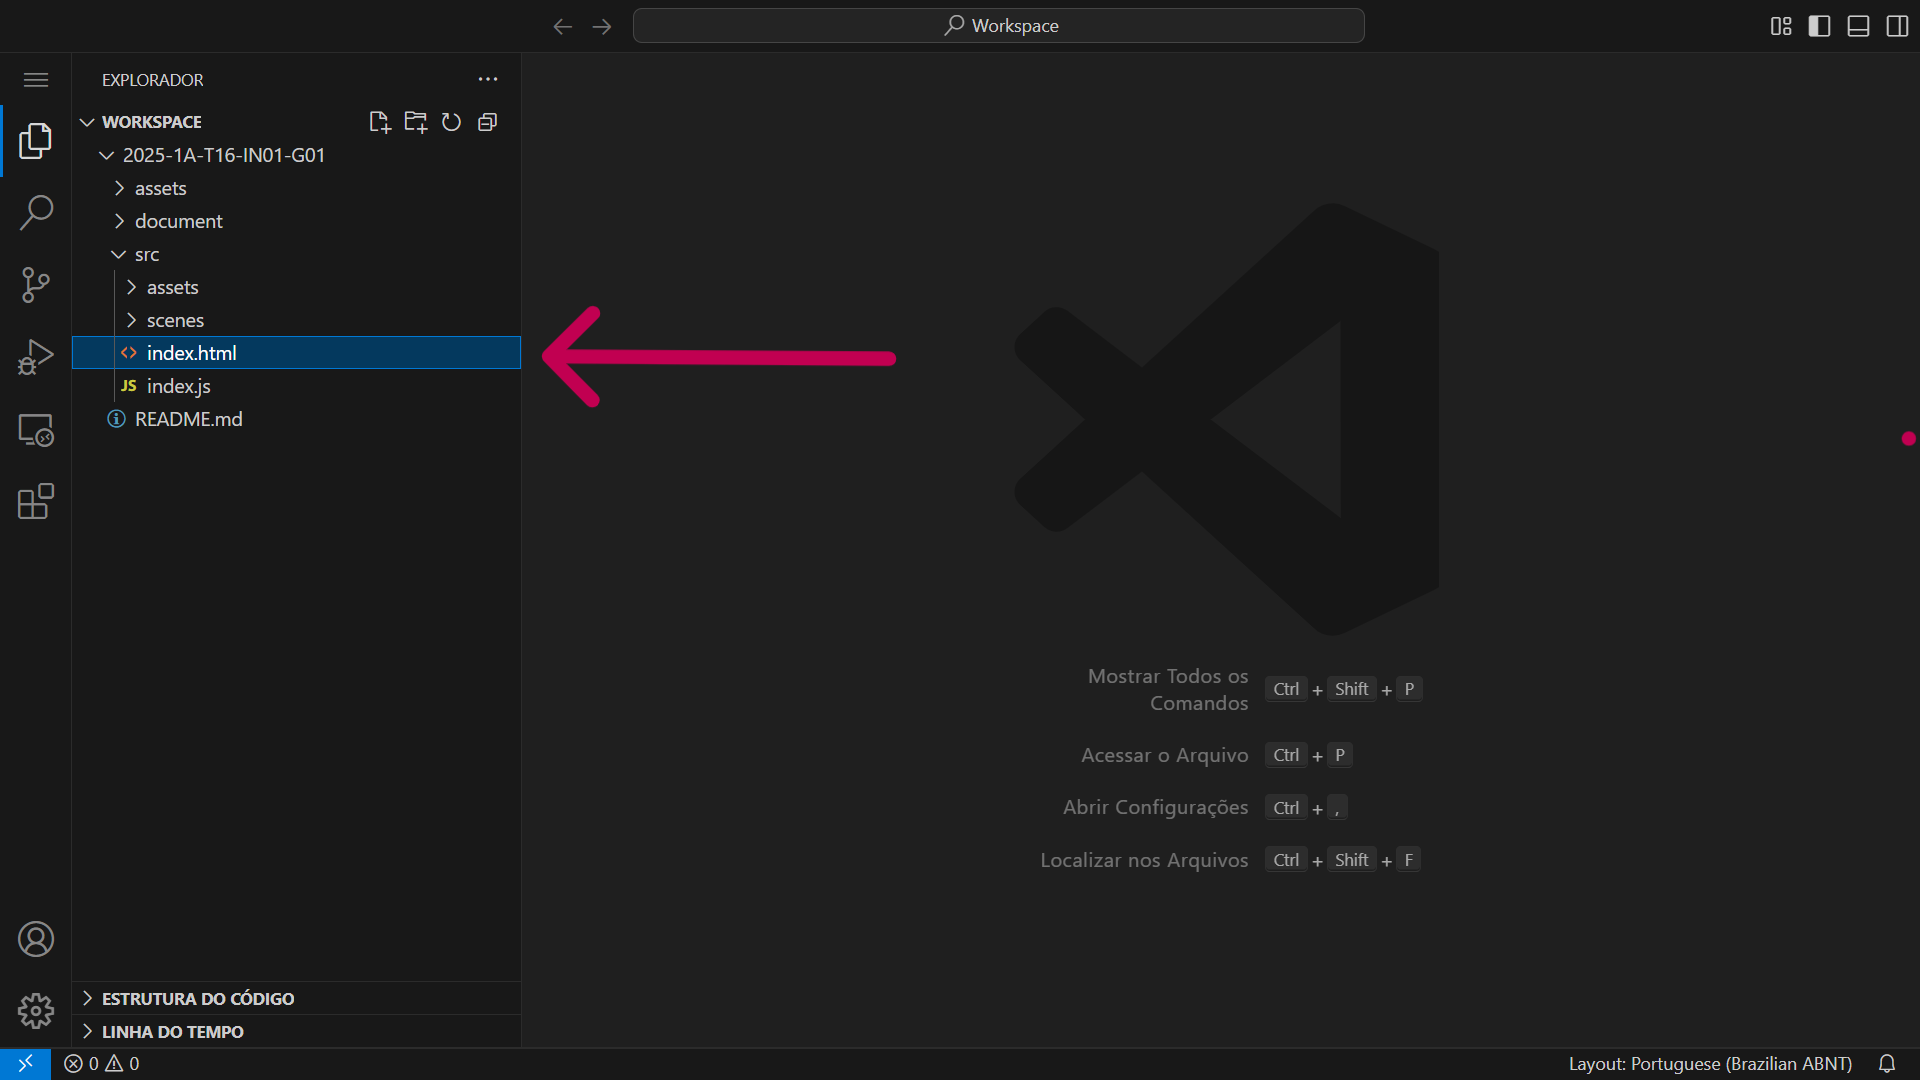 Workspace
EXPLORADOR
WORKSPACE
2025-1A-T16-IN01-G01
assets
document
src
assets
scenes
<> index.html
JS index.js
README.md
Mostrar Todos os
Comandos
Ctrl + Shift + P
Acessar o Arquivo Ctrl + P
Abrir Configurações Ctrl + ,
Localizar nos Arquivos Ctrl + Shift + F
ESTRUTURA DO CÓDIGO
LINHA DO TEMPO
0 0
Layout: Portuguese (Brazilian ABNT)